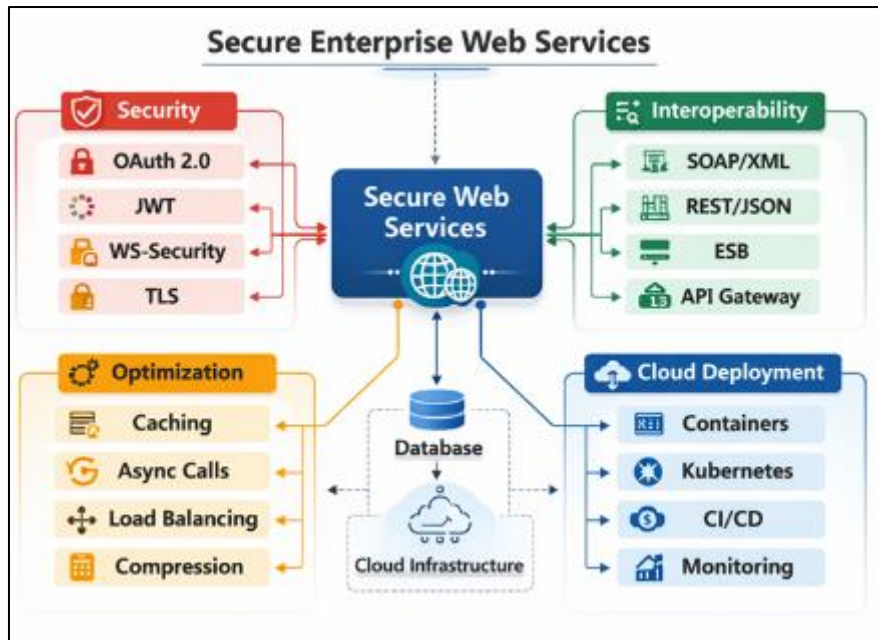 Secure Enterprise Web Services
Security
OAuth 2.0
JWT
WS-Security
TLS
Secure Web
Services
Interoperability
SOAP/XML
REST/JSON
ESB
API Gateway
Optimization
Caching
Async Calls
Load Balancing
Compression
Database
Cloud Infrastructure
Cloud Deployment
Containers
Kubernetes
CI/CD
Monitoring